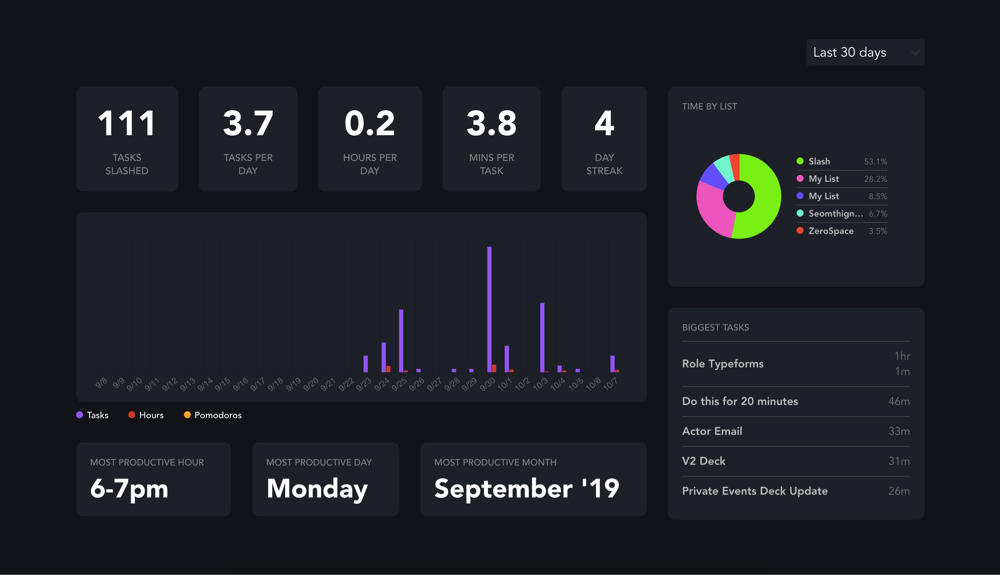 Last 30 days
111
TASKS
SLASHED
3.7
TASKS PER
DAY
0.2
HOURS PER
DAY
3.8
MINS PER
TASK
4
DAY
STREAK
TIME BY LIST
Slash 53.1%
My List 28.2%
My List 8.5%
Seomthign... 6.7%
ZeroSpace 3.5%
9/8 9/9 9/10 9/11 9/12 9/13 9/14 9/15 9/16 9/17 9/18 9/19 9/20 9/21 9/22 9/23 9/24 9/25 9/26 9/27 9/28 9/29 9/30 10/1 10/2 10/3 10/4 10/5 10/6 10/7
Tasks Hours Pomodoros
BIGGEST TASKS
Role Typeforms 1hr
1m
Do this for 20 minutes 46m
Actor Email 33m
V2 Deck 31m
Private Events Deck Update 26m
MOST PRODUCTIVE HOUR
6-7pm
MOST PRODUCTIVE DAY
Monday
MOST PRODUCTIVE MONTH
September '19